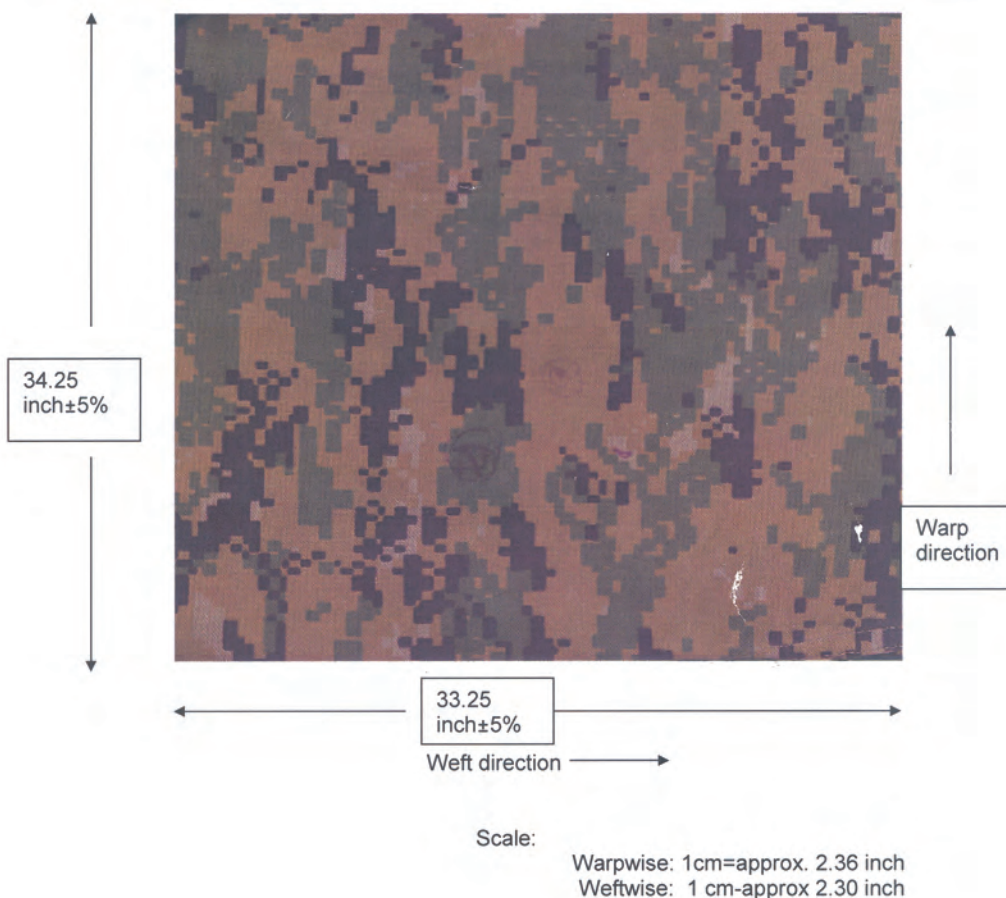 34.25
inch±5%
Warp
direction
33.25
inch±5%
Weft direction
Scale:
Warpwise: 1cm=approx. 2.36 inch
Weftwise: 1 cm-approx 2.30 inch